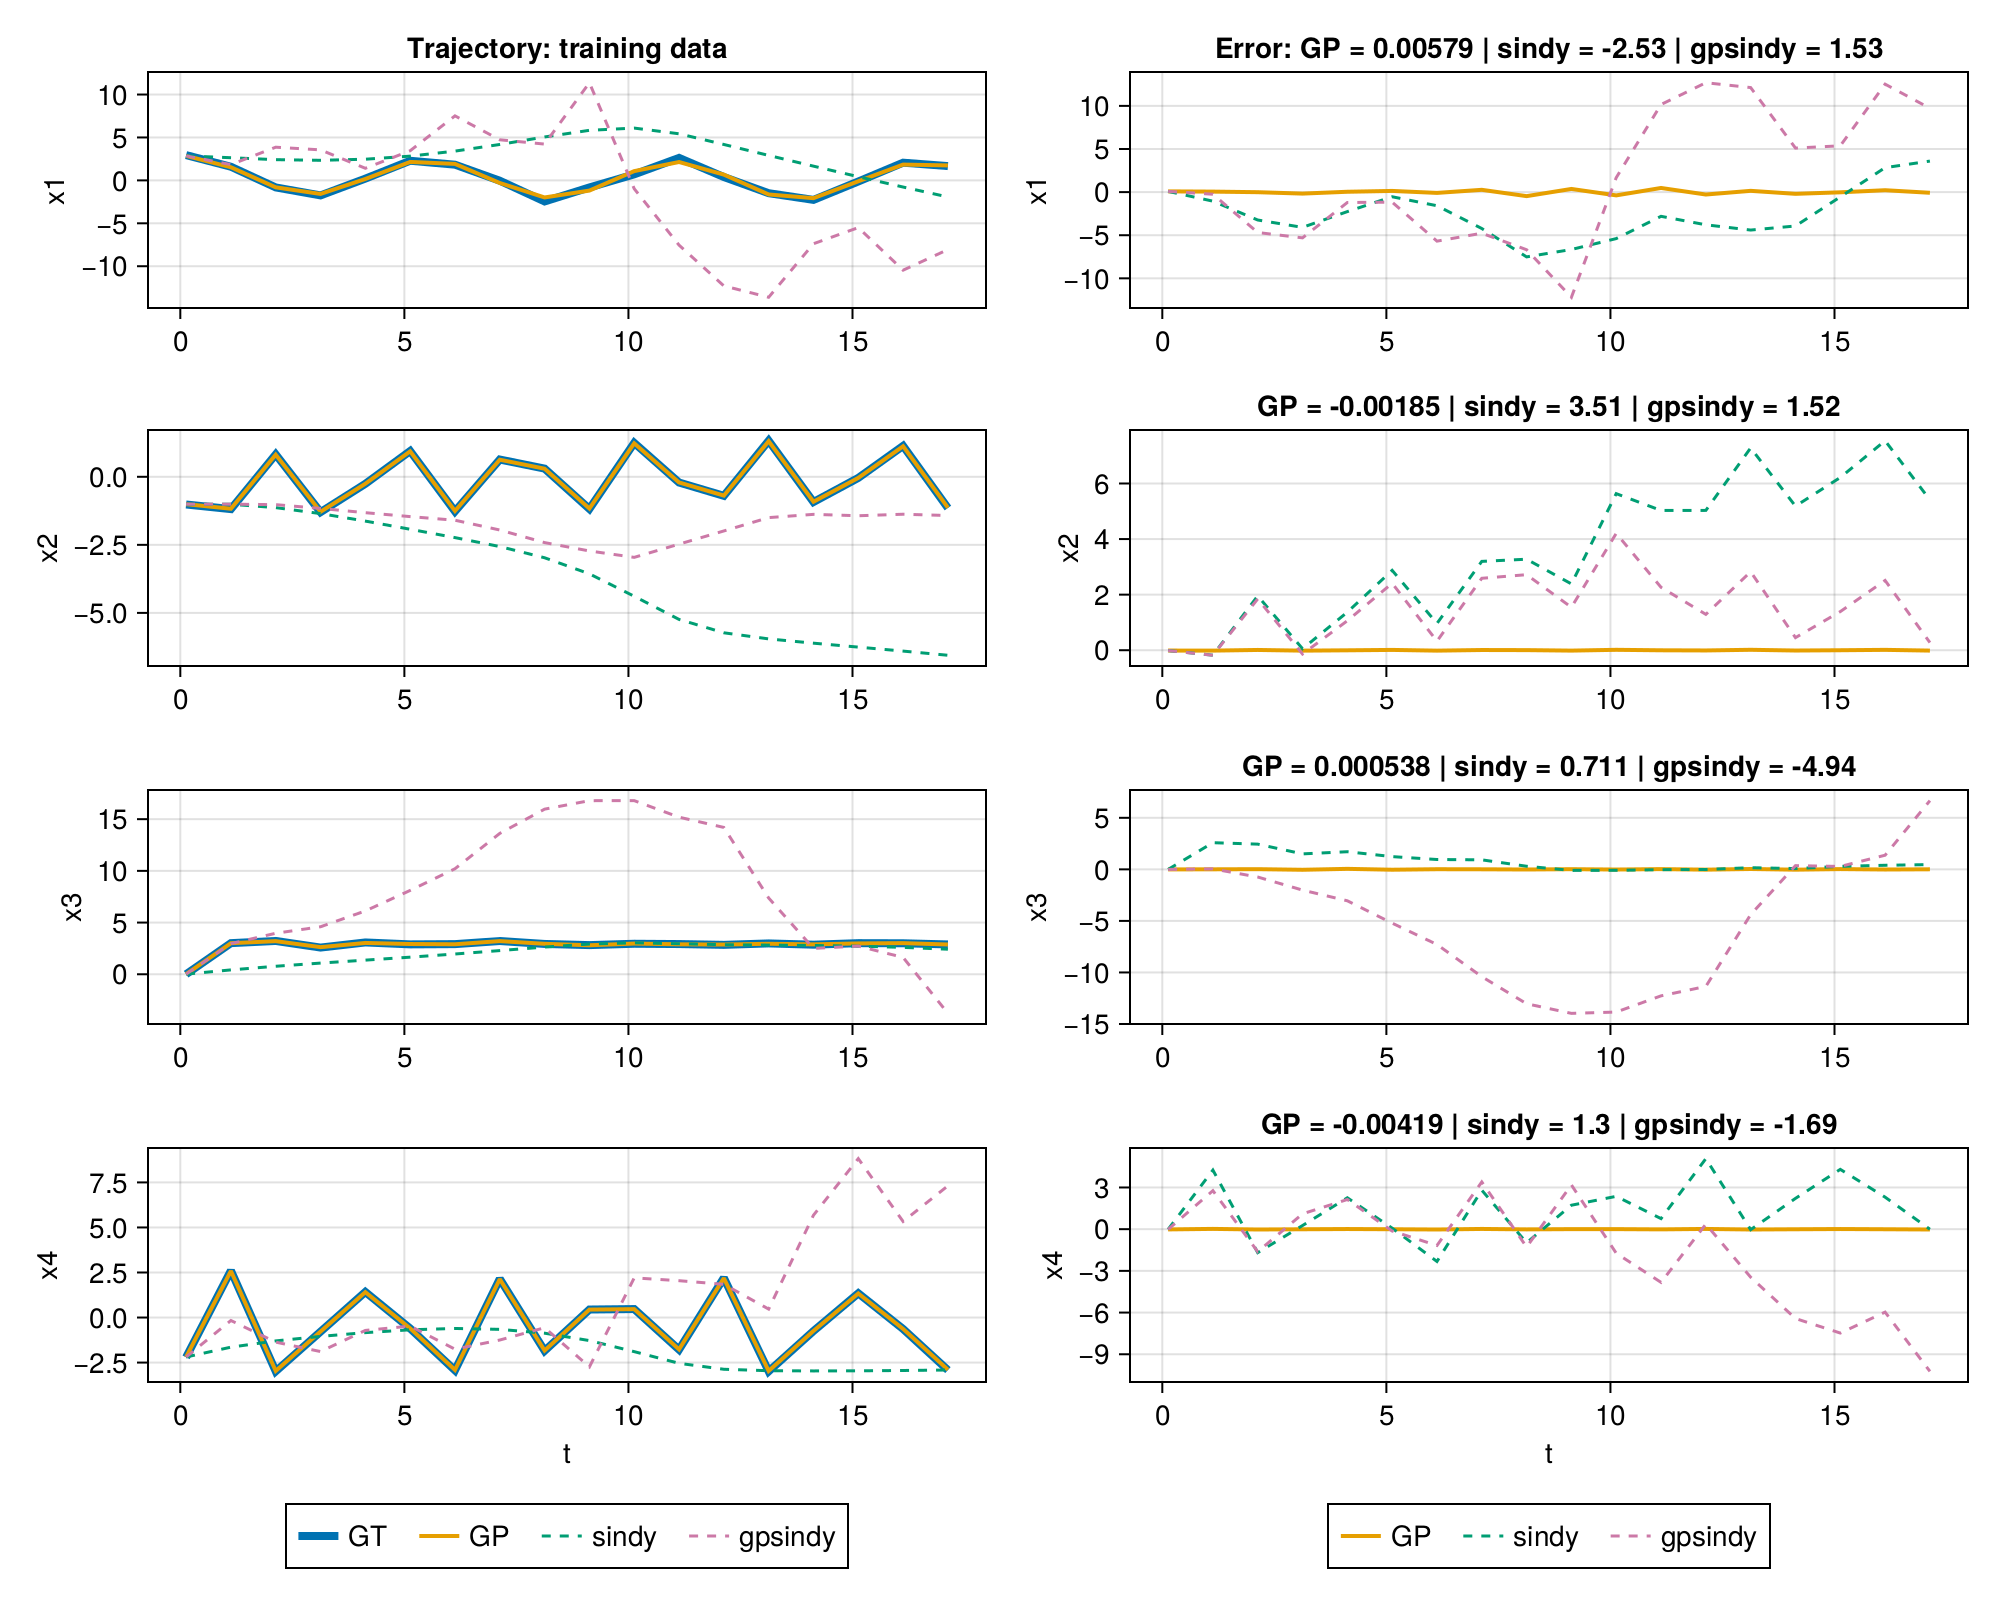 Trajectory: training data
x1
10
5
0
−5
−10
0 5 10 15
Error: GP = 0.00579 | sindy = -2.53 | gpsindy = 1.53
x1
10
5
0
−5
−10
0 5 10 15
x2
0.0
−2.5
−5.0
0 5 10 15
GP = -0.00185 | sindy = 3.51 | gpsindy = 1.52
x2
6
4
2
0
0 5 10 15
x3
15
10
5
0
0 5 10 15
GP = 0.000538 | sindy = 0.711 | gpsindy = -4.94
x3
5
0
−5
−10
−15
0 5 10 15
x4
7.5
5.0
2.5
0.0
−2.5
0 5 10 15
t
GP = -0.00419 | sindy = 1.3 | gpsindy = -1.69
x4
3
0
−3
−6
−9
0 5 10 15
t
GT GP sindy gpsindy
GP sindy gpsindy